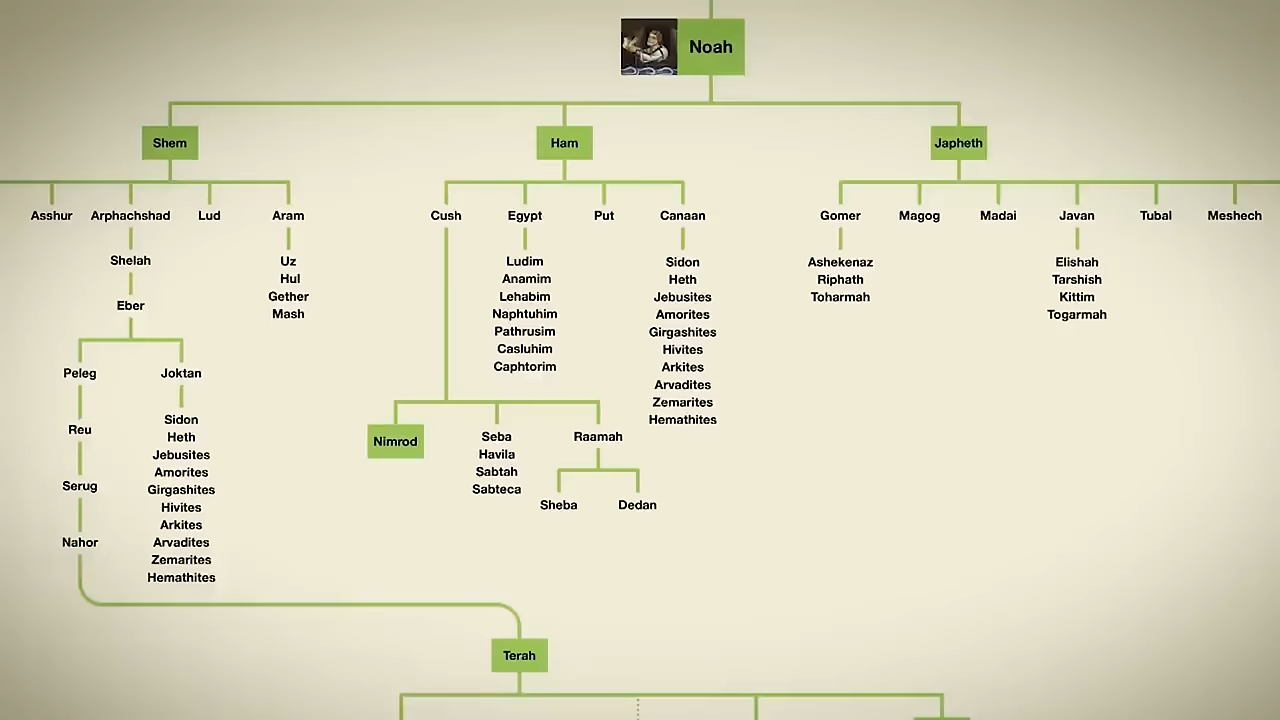 Noah
Shem
Ham
Japheth
Asshur
Arphachshad
Lud
Aram
Cush
Egypt
Put
Canaan
Gomer
Magog
Madai
Javan
Tubal
Meshech
Shelah
Eber
Uz
Hul
Gether
Mash
Ludim
Anamim
Lehabim
Naphtuhim
Pathrusim
Casluhim
Caphtorim
Sidon
Heth
Jebusites
Amorites
Girgashites
Hivites
Arkites
Arvadites
Zemarites
Hemathites
Ashekenaz
Riphath
Toharmah
Elishah
Tarshish
Kittim
Togarmah
Peleg
Joktan
Reu
Serug
Nahor
Sidon
Heth
Jebusites
Amorites
Girgashites
Hivites
Arkites
Arvadites
Zemarites
Hemathites
Nimrod
Seba
Havila
Sabtah
Sabteca
Raamah
Sheba
Dedan
Terah